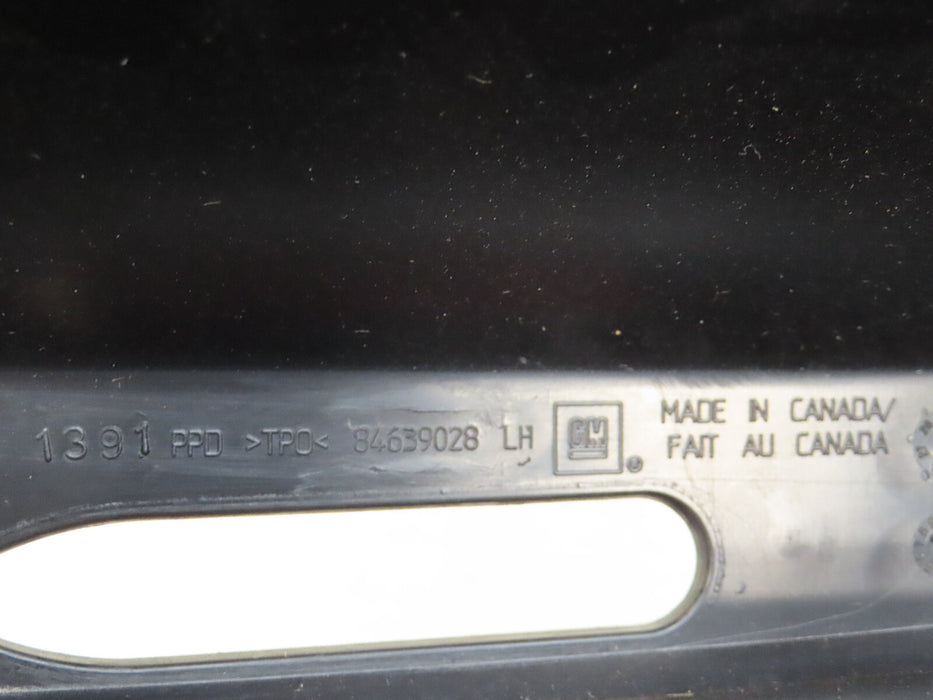 1391 PPD >TPO< 84639028 LH GM ®
MADE IN CANADA/
FAIT AU CANADA